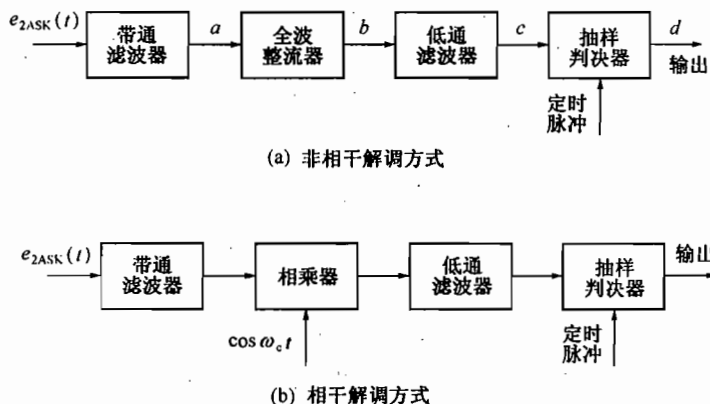 e₂ASK(t)
带通
滤波器
a
全波
整流器
b
低通
滤波器
c
抽样
判决器
d
输出
定时
脉冲
(a) 非相干解调方式
e₂ASK(t)
带通
滤波器
相乘器
低通
滤波器
抽样
判决器
输出
cos ω_c t
定时
脉冲
(b) 相干解调方式